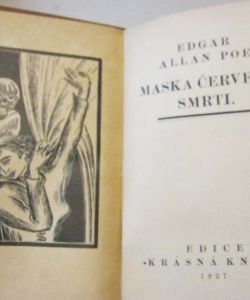 EDGAR
ALLAN POE
MASKA ČERVE
SMRTI.
EDICE
KRÁSNÁ KN
1927